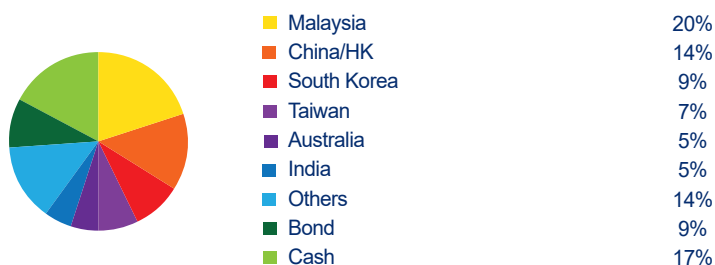 Malaysia 20%
China/HK 14%
South Korea 9%
Taiwan 7%
Australia 5%
India 5%
Others 14%
Bond 9%
Cash 17%